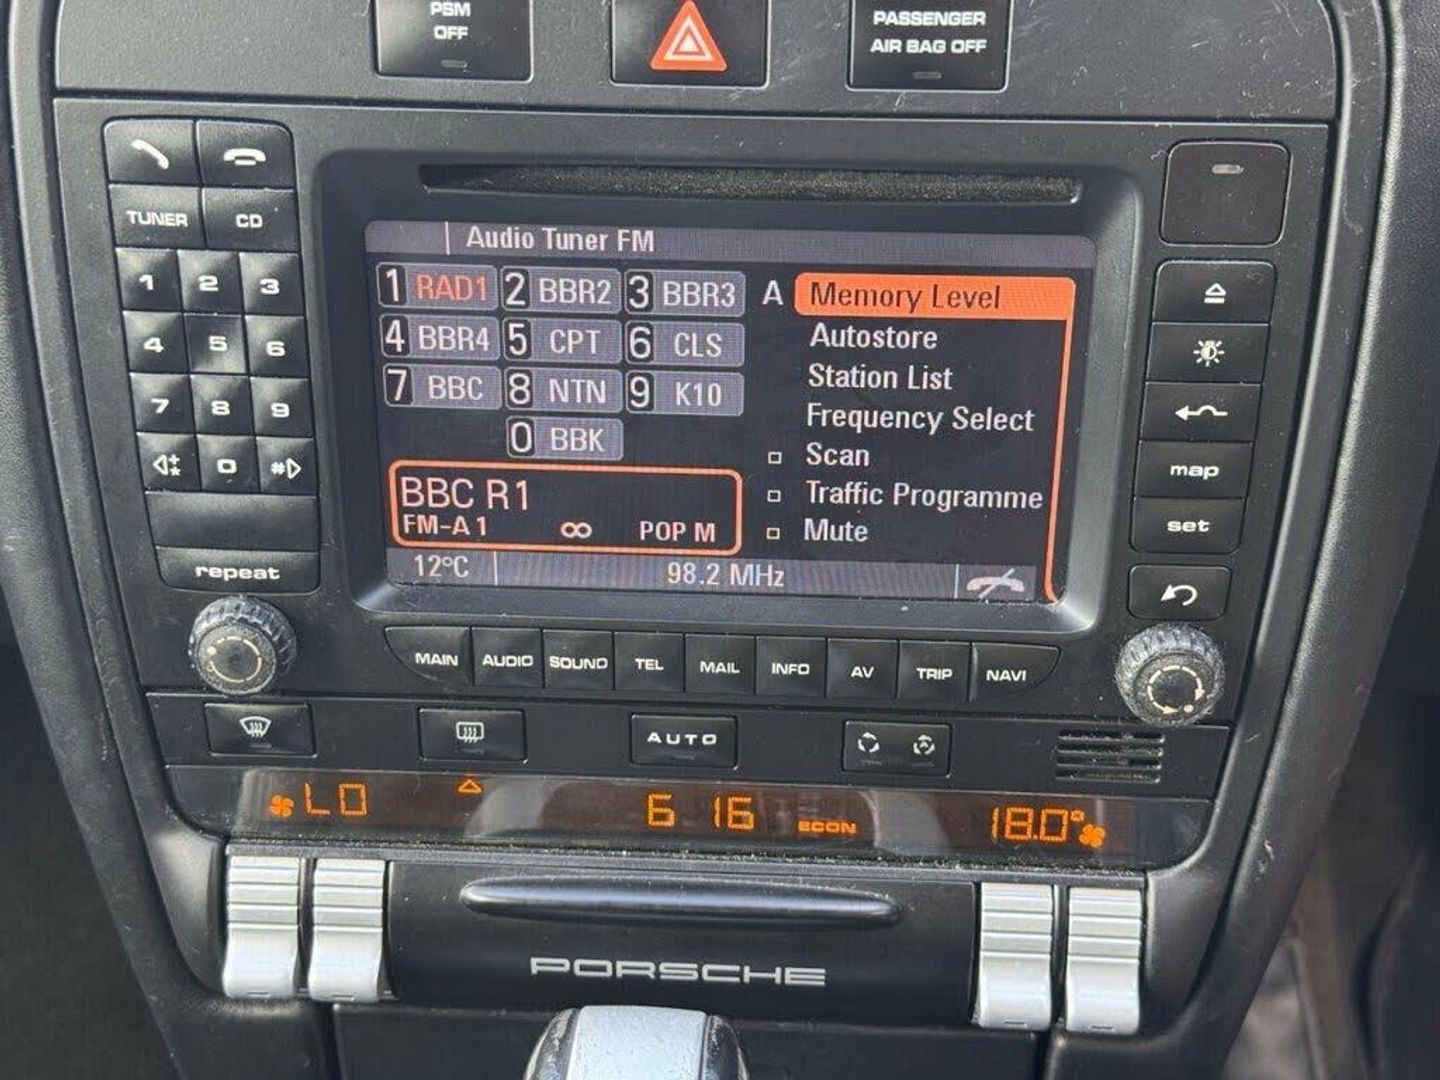 PSM
OFF
PASSENGER
AIR BAG OFF
TUNER CD
1 2 3
4 5 6
7 8 9
* 0 #
repeat
Audio Tuner FM
1 RAD1 2 BBR2 3 BBR3
4 BBR4 5 CPT 6 CLS
7 BBC 8 NTN 9 K10
0 BBK
A Memory Level
Autostore
Station List
Frequency Select
Scan
Traffic Programme
Mute
BBC R1
FM-A 1 ∞ POP M
12°C 98.2 MHz
map
set
MAIN AUDIO SOUND TEL MAIL INFO AV TRIP NAVI
AUTO
A
LO 6 16 ECON 18.0°
PORSCHE